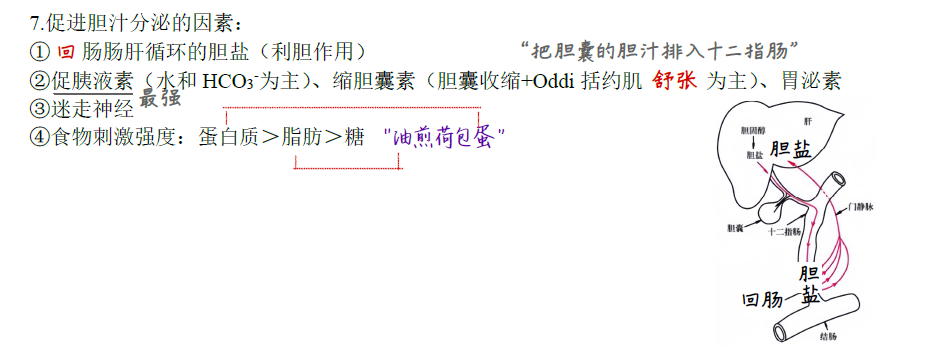 7.促进胆汁分泌的因素：
①回肠肠肝循环的胆盐（利胆作用）
“把胆囊的胆汁排入十二指肠”
②促胰液素（水和 HCO₃⁻为主）、缩胆囊素（胆囊收缩+Oddi 括约肌 舒张 为主）、胃泌素
最强
③迷走神经
④食物刺激强度：蛋白质＞脂肪＞糖 "油煎荷包蛋"
肝
胆固醇
胆盐
胆盐
门静脉
胆囊
十二指肠
胆盐
回肠
结肠